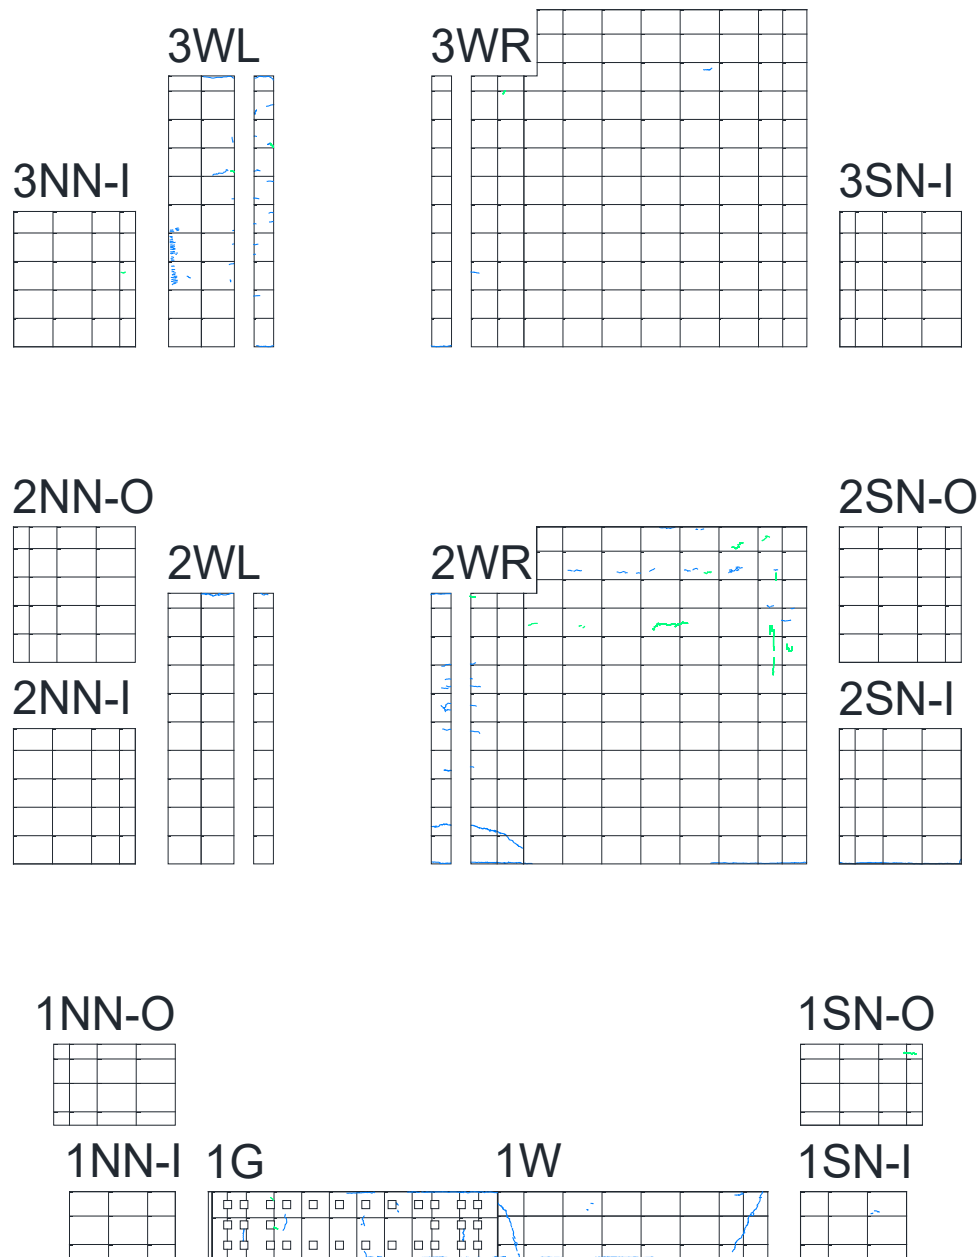 3WL
3WR
3NN-I
3SN-I
2NN-O
2SN-O
2WL
2WR
2NN-I
2SN-I
1NN-O
1SN-O
1NN-I
1G
1W
1SN-I